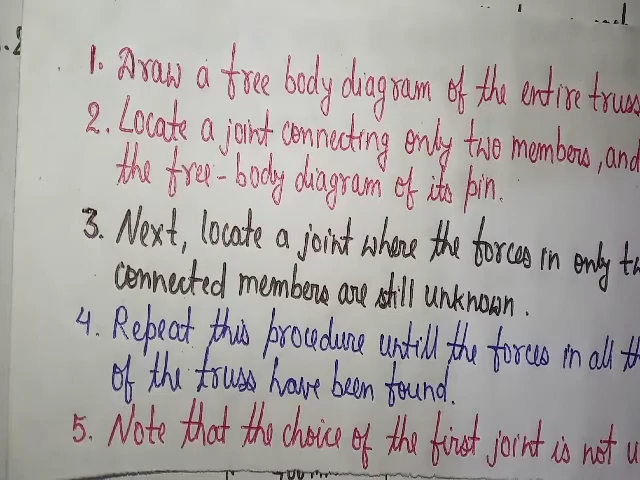 1. Draw a free body diagram of the entire truss
2. Locate a joint connecting only two members, and
the free-body diagram of its pin.
3. Next, locate a joint where the forces in only
connected members are still unknown.
4. Repeat this procedure untill the forces in all
of the truss have been found.
5. Note that the choice of the first joint is not